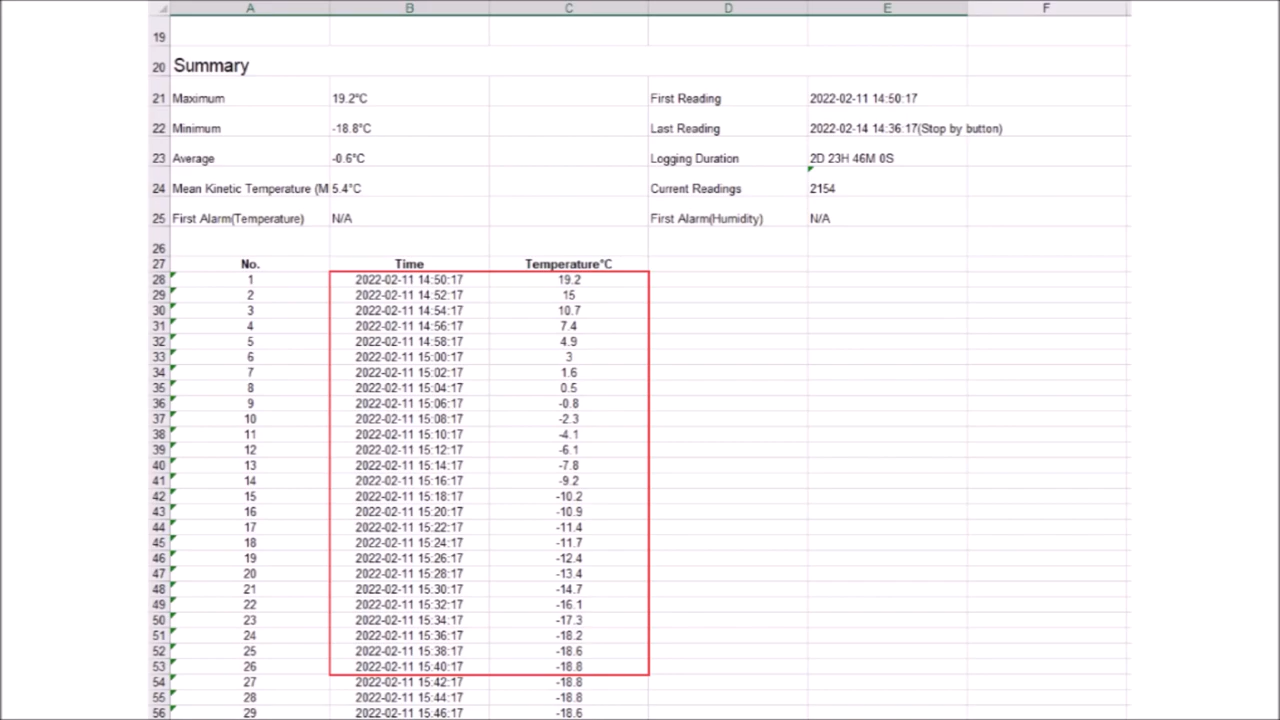 A B C D E F
19
20 Summary
21 Maximum 19.2°C First Reading 2022-02-11 14:50:17
22 Minimum -18.8°C Last Reading 2022-02-14 14:36:17(Stop by button)
23 Average -0.6°C Logging Duration 2D 23H 46M 0S
24 Mean Kinetic Temperature (M 5.4°C Current Readings 2154
25 First Alarm(Temperature) N/A First Alarm(Humidity) N/A
26
27 No. Time Temperature°C
28 1 2022-02-11 14:50:17 19.2
29 2 2022-02-11 14:52:17 15
30 3 2022-02-11 14:54:17 10.7
31 4 2022-02-11 14:56:17 7.4
32 5 2022-02-11 14:58:17 4.9
33 6 2022-02-11 15:00:17 3
34 7 2022-02-11 15:02:17 1.6
35 8 2022-02-11 15:04:17 0.5
36 9 2022-02-11 15:06:17 -0.8
37 10 2022-02-11 15:08:17 -2.3
38 11 2022-02-11 15:10:17 -4.1
39 12 2022-02-11 15:12:17 -6.1
40 13 2022-02-11 15:14:17 -7.8
41 14 2022-02-11 15:16:17 -9.2
42 15 2022-02-11 15:18:17 -10.2
43 16 2022-02-11 15:20:17 -10.9
44 17 2022-02-11 15:22:17 -11.4
45 18 2022-02-11 15:24:17 -11.7
46 19 2022-02-11 15:26:17 -12.4
47 20 2022-02-11 15:28:17 -13.4
48 21 2022-02-11 15:30:17 -14.7
49 22 2022-02-11 15:32:17 -16.1
50 23 2022-02-11 15:34:17 -17.3
51 24 2022-02-11 15:36:17 -18.2
52 25 2022-02-11 15:38:17 -18.6
53 26 2022-02-11 15:40:17 -18.8
54 27 2022-02-11 15:42:17 -18.8
55 28 2022-02-11 15:44:17 -18.8
56 29 2022-02-11 15:46:17 -18.6